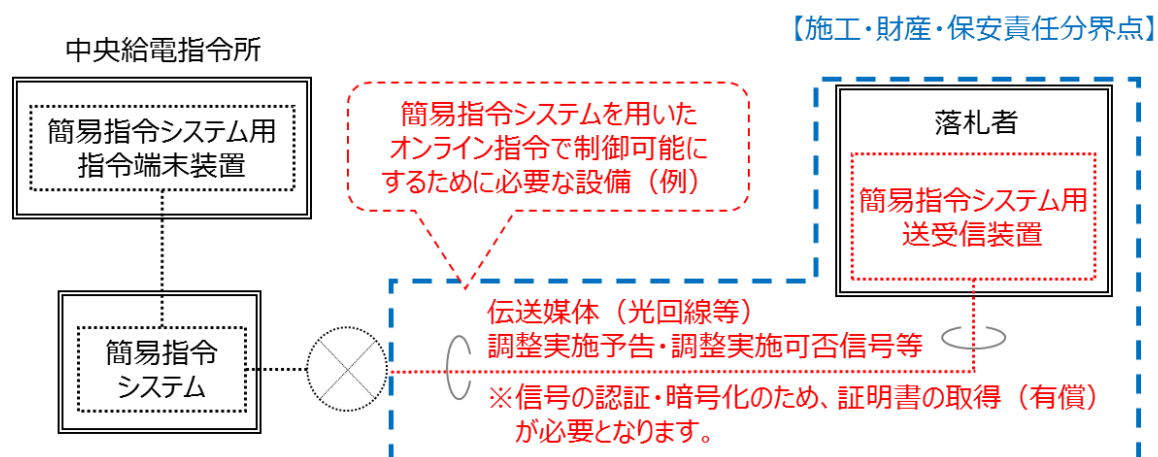 【施工・財産・保安責任分界点】
中央給電指令所
簡易指令システム用
指令端末装置
簡易指令システムを用いた
オンライン指令で制御可能に
するために必要な設備（例）
落札者
簡易指令システム用
送受信装置
簡易指令
システム
伝送媒体（光回線等）
調整実施予告・調整実施可否信号等
※信号の認証・暗号化のため、証明書の取得（有償）
が必要となります。